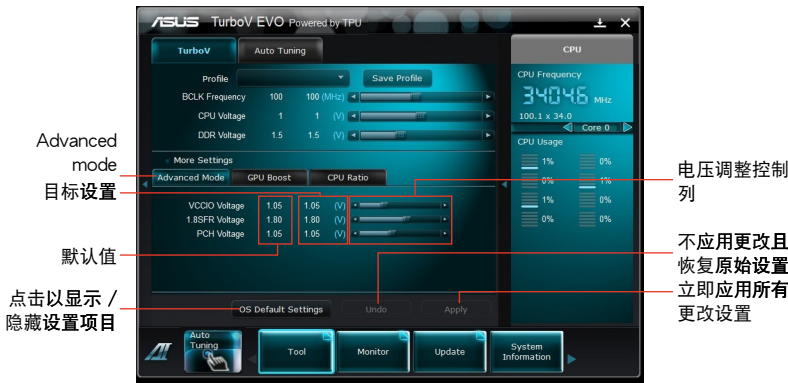 ASUS TurboV EVO Powered by TPU
TurboV Auto Tuning
Profile Save Profile
BCLK Frequency 100 100 (MHz)
CPU Voltage 1 1 (V)
DDR Voltage 1.5 1.5 (V)
More Settings
Advanced Mode GPU Boost CPU Ratio
VCCIO Voltage 1.05 1.05 (V)
1.8SFR Voltage 1.80 1.80 (V)
PCH Voltage 1.05 1.05 (V)
OS Default Settings Undo Apply
CPU
CPU Frequency
3404.6 MHz
100.1 x 34.0
Core 0
CPU Usage
1% 0%
0% 1%
1% 0%
0% 0%
Auto
Tuning
Tool
Monitor
Update
System
Information
Advanced
mode
目标设置
默认值
点击以显示 /
隐藏设置项目
电压调整控制
列
不应用更改且
恢复原始设置
立即应用所有
更改设置